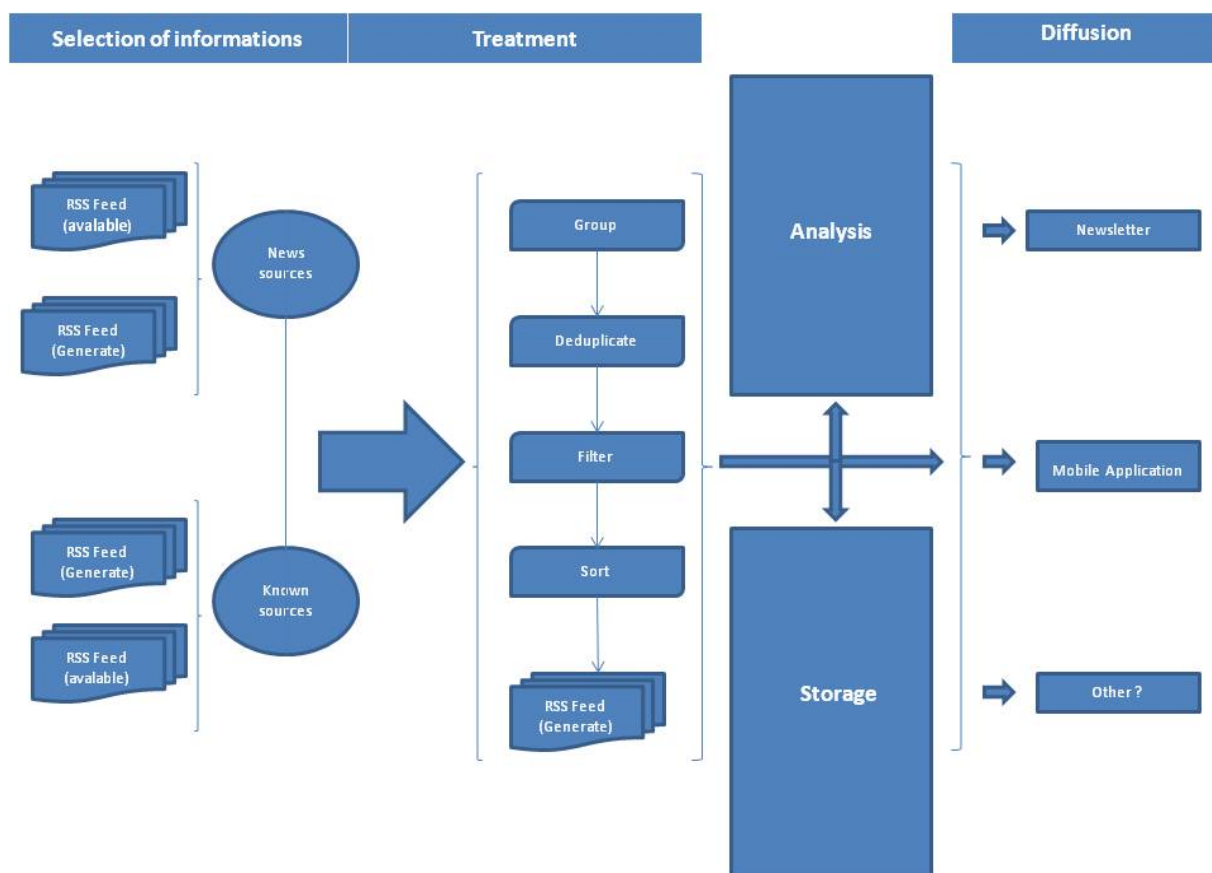 Selection of informations
Treatment
Diffusion
RSS Feed
(avalable)
RSS Feed
(Generate)
News
sources
RSS Feed
(Generate)
RSS Feed
(avalable)
Known
sources
Group
Deduplicate
Filter
Sort
RSS Feed
(Generate)
Analysis
Storage
Newsletter
Mobile Application
Other ?